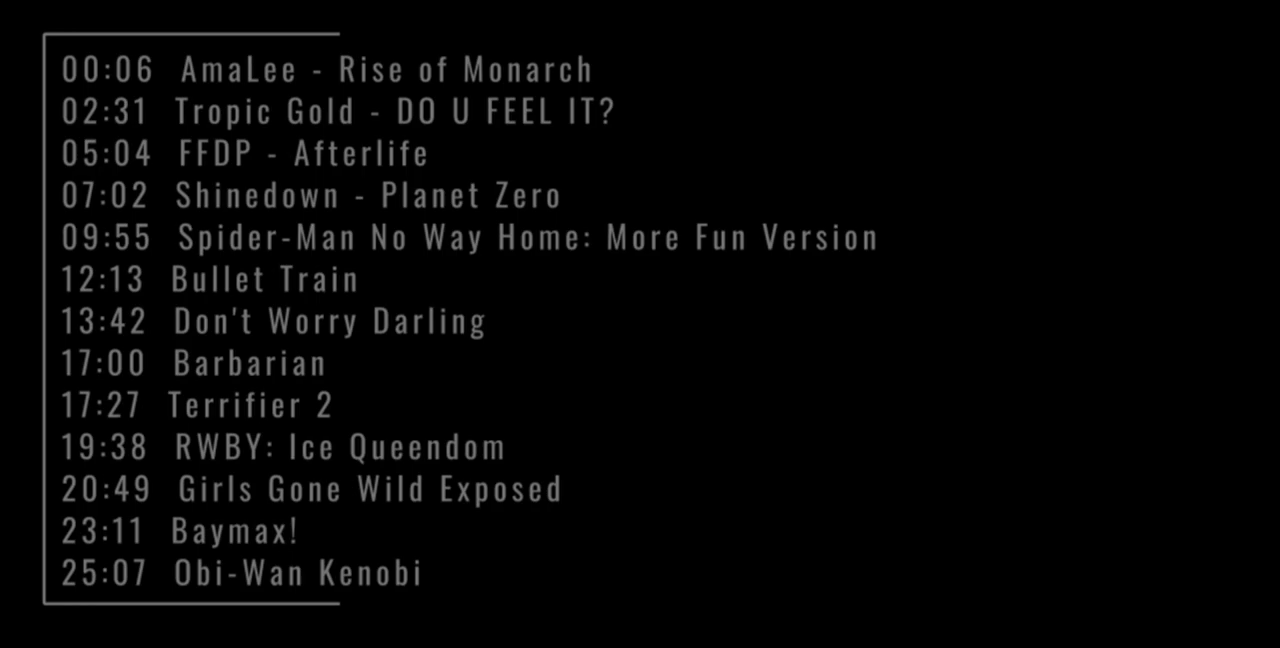 00:06 AmaLee - Rise of Monarch
02:31 Tropic Gold - DO U FEEL IT?
05:04 FFDP - Afterlife
07:02 Shinedown - Planet Zero
09:55 Spider-Man No Way Home: More Fun Version
12:13 Bullet Train
13:42 Don't Worry Darling
17:00 Barbarian
17:27 Terrifier 2
19:38 RWBY: Ice Queendom
20:49 Girls Gone Wild Exposed
23:11 Baymax!
25:07 Obi-Wan Kenobi